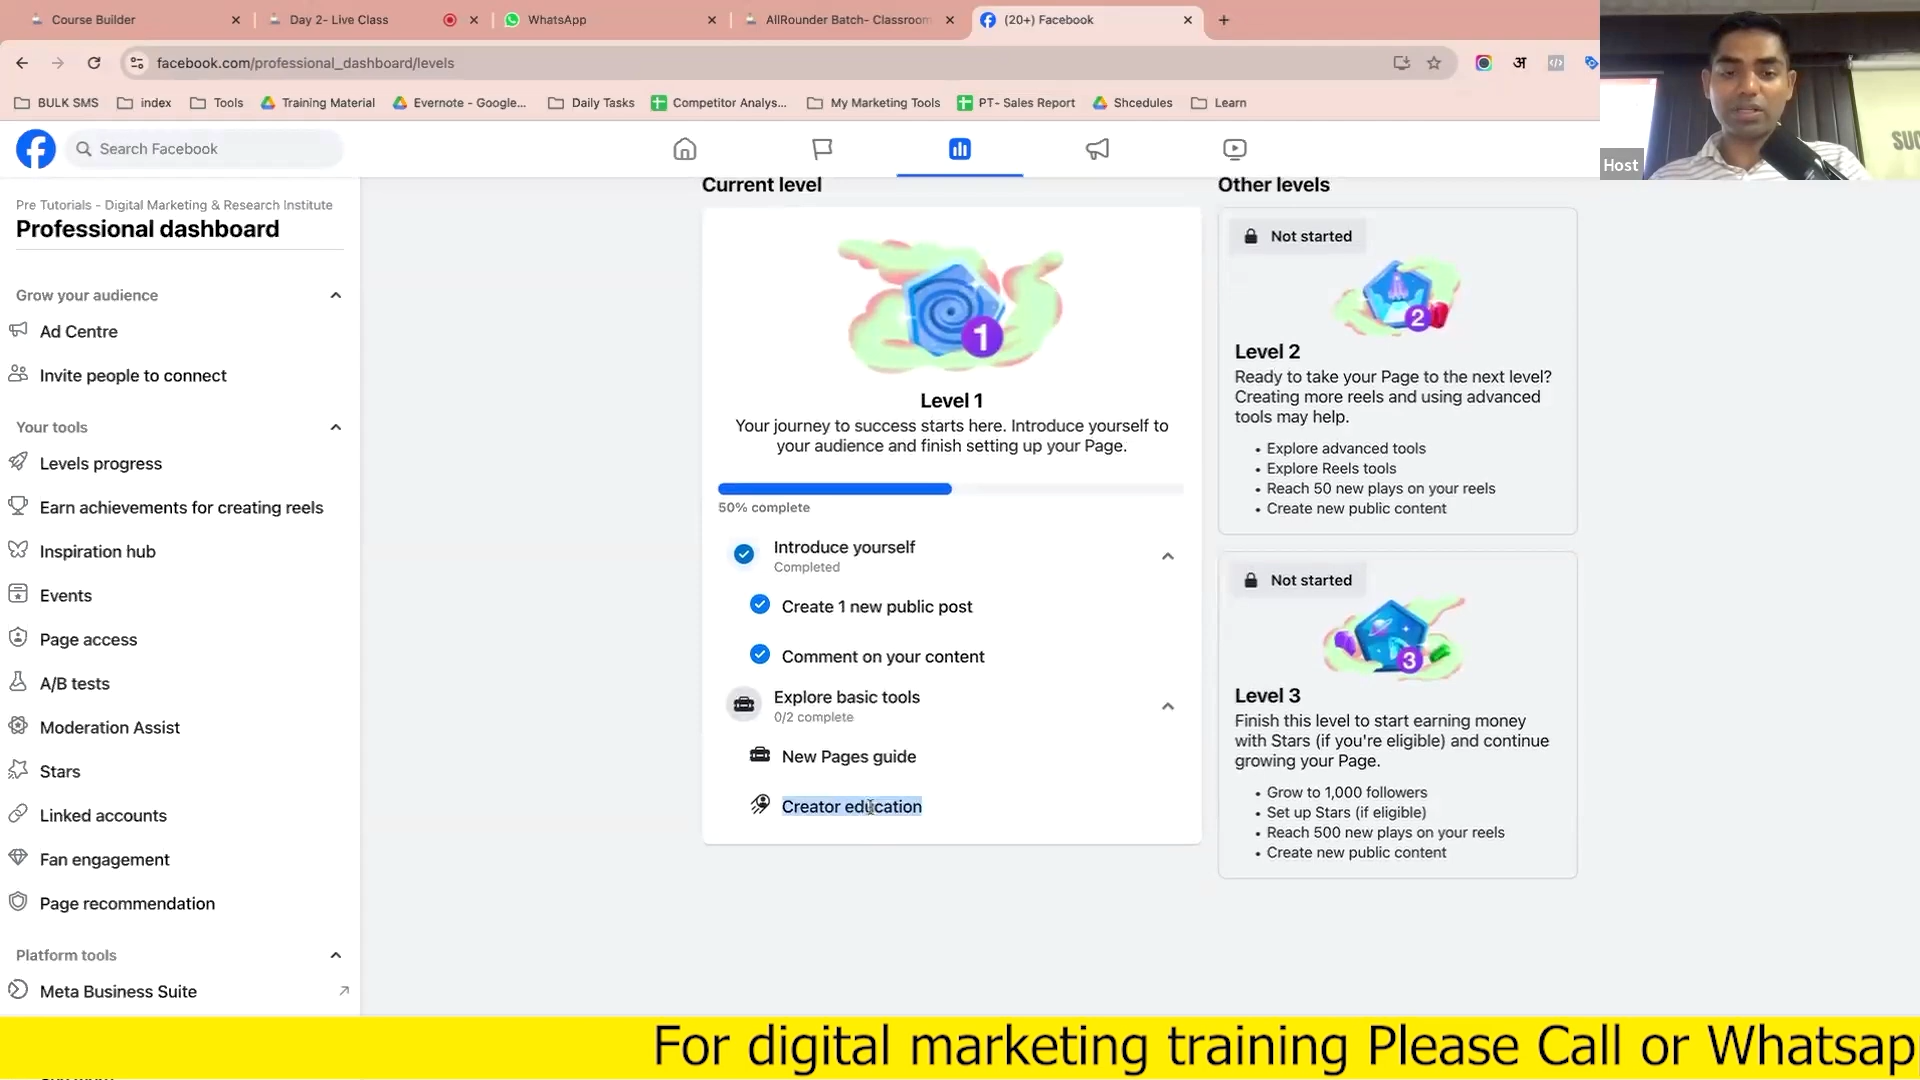 Course Builder
Day 2- Live Class
WhatsApp
AllRounder Batch- Classroom
(20+) Facebook
facebook.com/professional_dashboard/levels
अ
BULK SMS
index
Tools
Training Material
Evernote - Google...
Daily Tasks
Competitor Analys...
My Marketing Tools
PT- Sales Report
Shcedules
Learn
Host
Search Facebook
Pre Tutorials - Digital Marketing & Research Institute
Professional dashboard
Grow your audience
Ad Centre
Invite people to connect
Your tools
Levels progress
Earn achievements for creating reels
Inspiration hub
Events
Page access
A/B tests
Moderation Assist
Stars
Linked accounts
Fan engagement
Page recommendation
Platform tools
Meta Business Suite
Current level
1
Level 1
Your journey to success starts here. Introduce yourself to
your audience and finish setting up your Page.
50% complete
Introduce yourself
Completed
Create 1 new public post
Comment on your content
Explore basic tools
0/2 complete
New Pages guide
Creator education
Other levels
Not started
2
Level 2
Ready to take your Page to the next level?
Creating more reels and using advanced
tools may help.
• Explore advanced tools
• Explore Reels tools
• Reach 50 new plays on your reels
• Create new public content
Not started
3
Level 3
Finish this level to start earning money
with Stars (if you're eligible) and continue
growing your Page.
• Grow to 1,000 followers
• Set up Stars (if eligible)
• Reach 500 new plays on your reels
• Create new public content
For digital marketing training Please Call or Whatsap